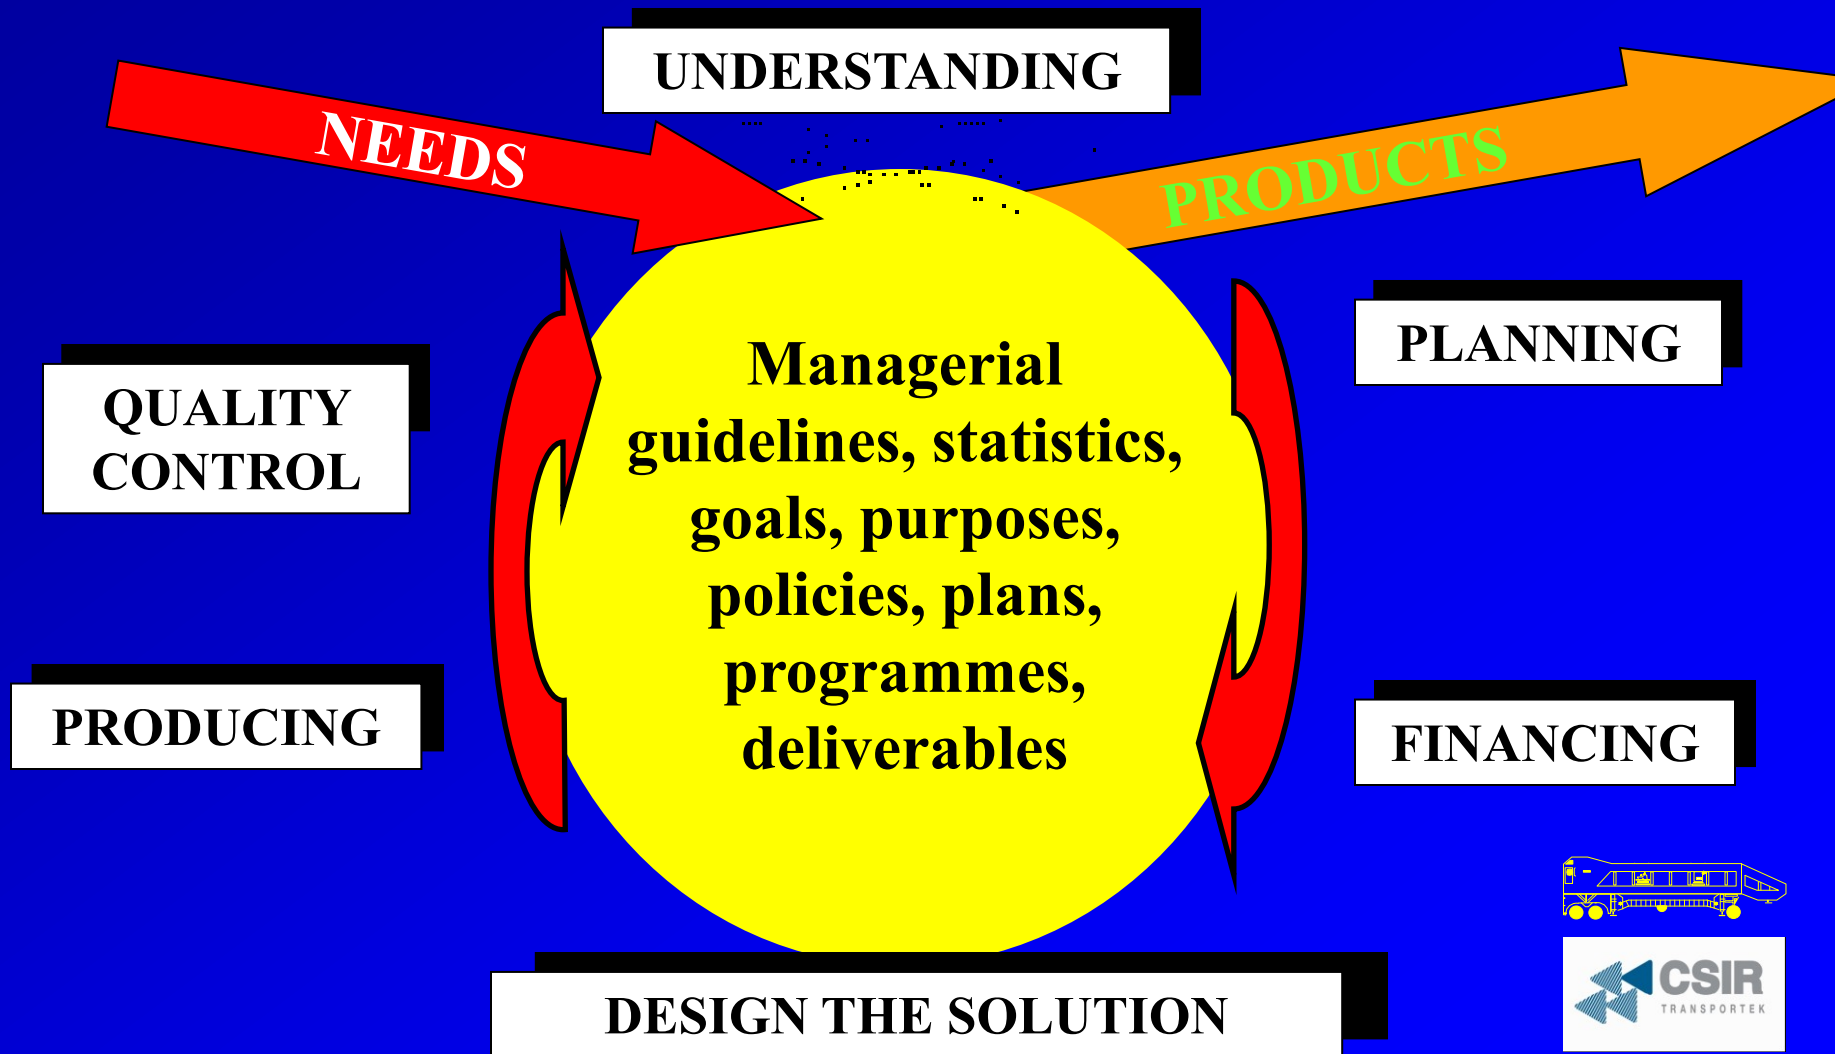 UNDERSTANDING
NEEDS
PRODUCTS
PLANNING
QUALITY
CONTROL
Managerial
guidelines, statistics,
goals, purposes,
policies, plans,
programmes,
deliverables
PRODUCING
FINANCING
DESIGN THE SOLUTION
CSIR
TRANSPORTEK